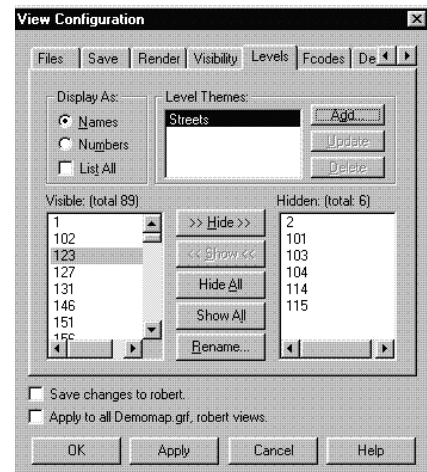 View Configuration
Files Save Render Visibility Levels Fcodes De
Display As:
Names
Numbers
List All
Level Themes:
Streets
Add...
Update
Delete
Visible: (total 89)
1
102
123
127
131
146
151
156
>> Hide >>
<< Show <<
Hide All
Show All
Rename...
Hidden: (total: 6)
2
101
103
104
114
115
Save changes to robert.
Apply to all Demomap.grf, robert views.
OK Apply Cancel Help